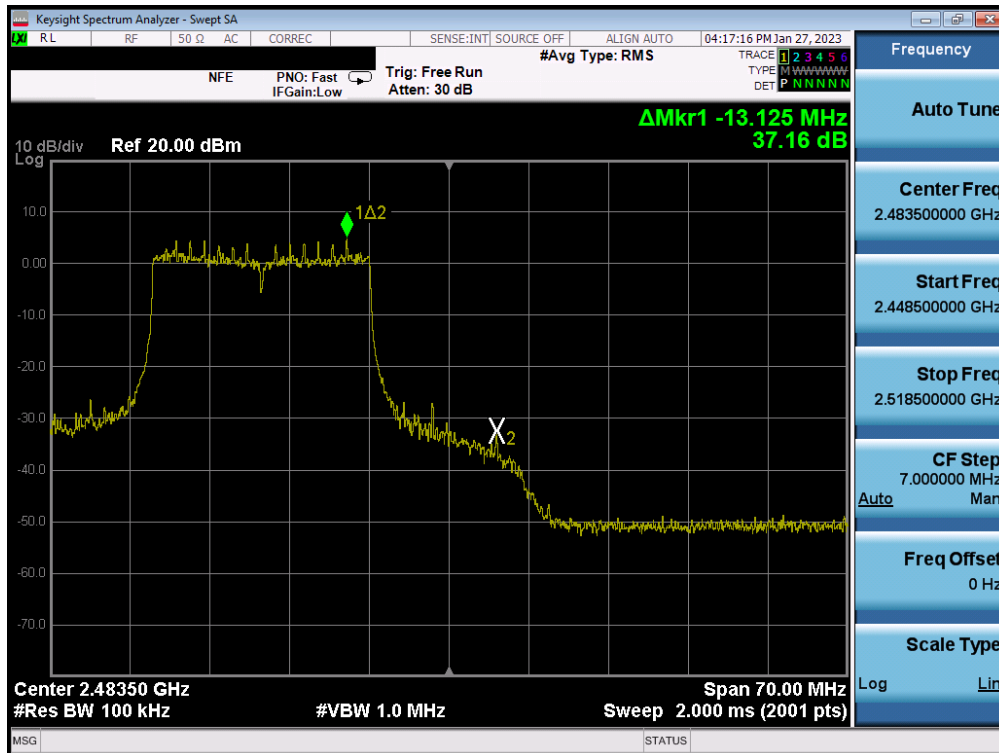 Keysight Spectrum Analyzer - Swept SA
LXI RL RF 50 Ω AC CORREC SENSE:INT SOURCE OFF ALIGN AUTO 04:17:16 PM Jan 27, 2023
NFE PNO: Fast Trig: Free Run #Avg Type: RMS TRACE 1 2 3 4 5 6
IFGain:Low Atten: 30 dB TYPE M WWWWW
DET P N N N N N
ΔMkr1 -13.125 MHz
37.16 dB
10 dB/div Ref 20.00 dBm
Log
1Δ2
10.0
0.00
-10.0
-20.0
-30.0
2
-40.0
-50.0
-60.0
-70.0
Center 2.48350 GHz Span 70.00 MHz
#Res BW 100 kHz #VBW 1.0 MHz Sweep 2.000 ms (2001 pts)
MSG STATUS
Frequency
Auto Tune
Center Freq
2.483500000 GHz
Start Freq
2.448500000 GHz
Stop Freq
2.518500000 GHz
CF Step
7.000000 MHz
Auto Man
Freq Offset
0 Hz
Scale Type
Log Lin